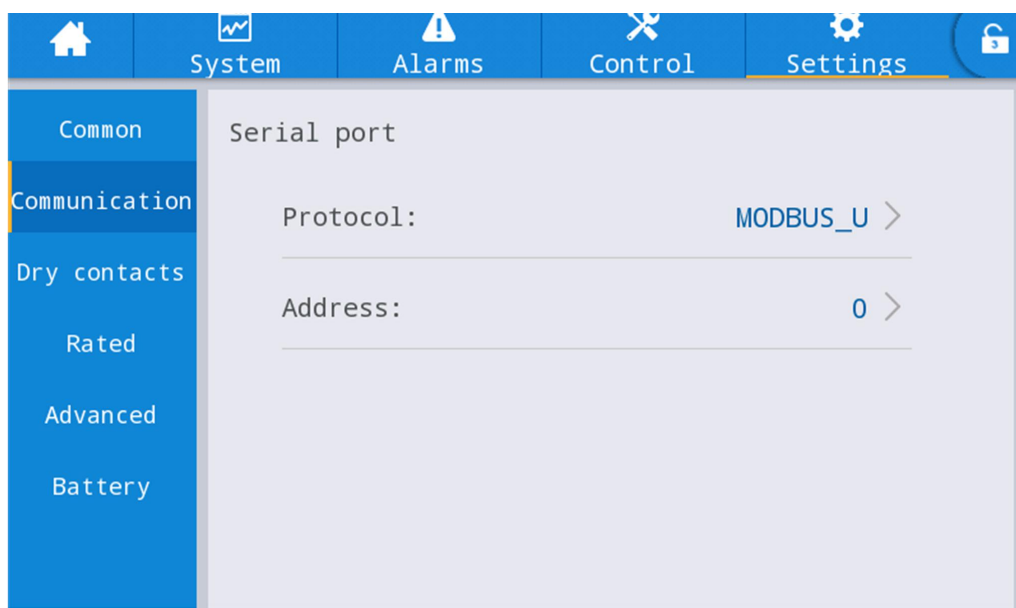 System
Alarms
Control
Settings
3
Common
Communication
Dry contacts
Rated
Advanced
Battery
Serial port
Protocol: MODBUS_U
Address: 0